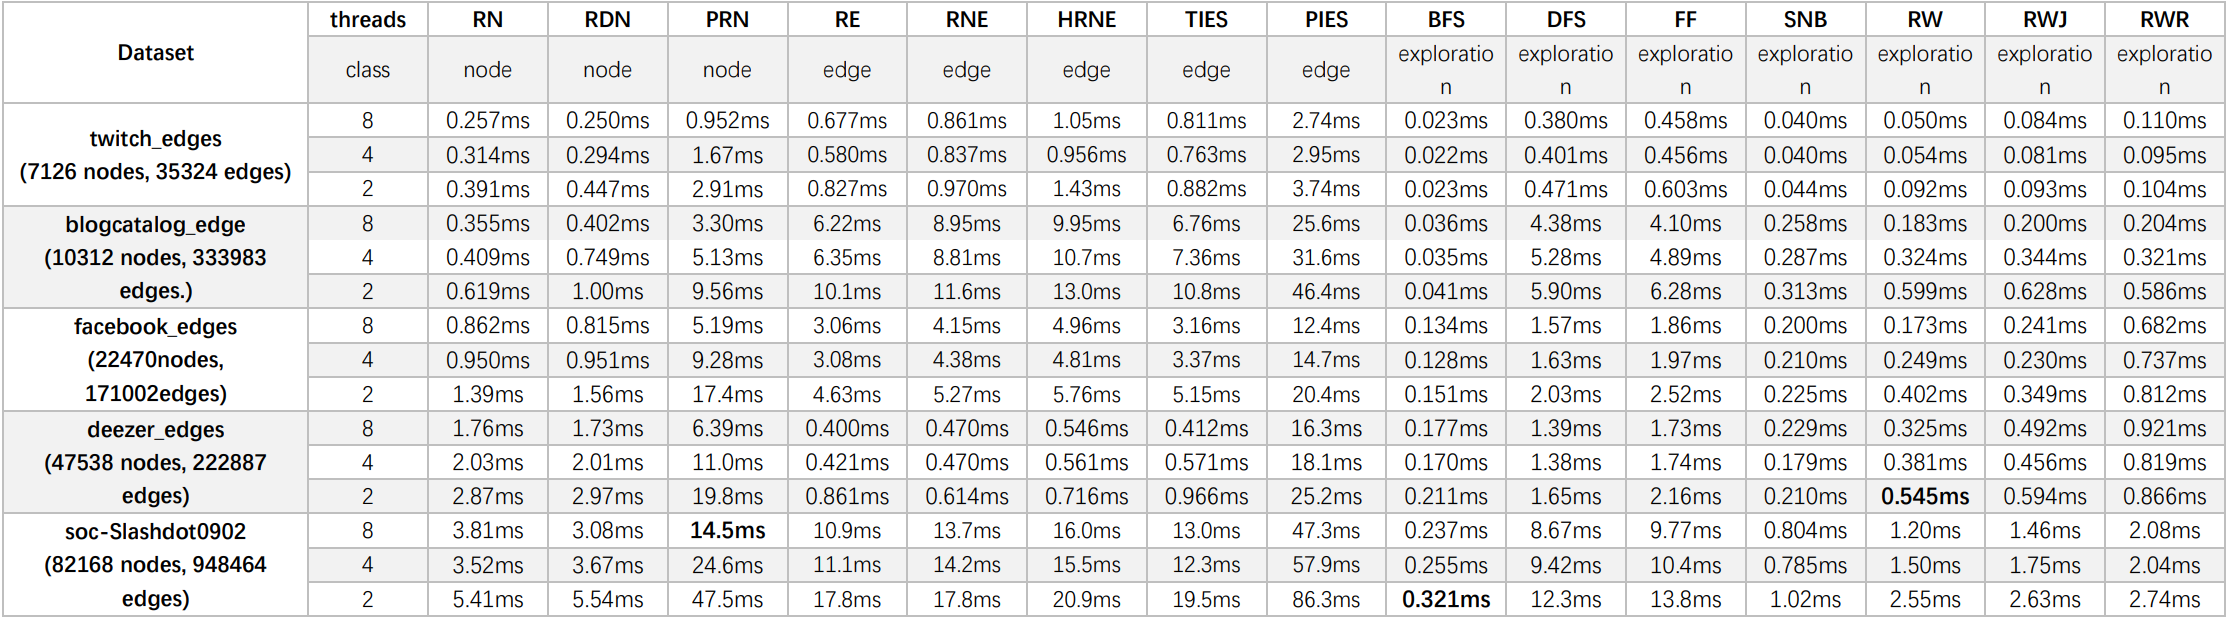 Dataset threads RN RDN PRN RE RNE HRNE TIES PIES BFS DFS FF SNB RW RWJ RWR
class node node node edge edge edge edge edge exploratio exploratio exploratio exploratio exploratio exploratio exploratio
n n n n n n n
twitch_edges
(7126 nodes, 35324 edges)
8 0.257ms 0.250ms 0.952ms 0.677ms 0.861ms 1.05ms 0.811ms 2.74ms 0.023ms 0.380ms 0.458ms 0.040ms 0.050ms 0.084ms 0.110ms
4 0.314ms 0.294ms 1.67ms 0.580ms 0.837ms 0.956ms 0.763ms 2.95ms 0.022ms 0.401ms 0.456ms 0.040ms 0.054ms 0.081ms 0.095ms
2 0.391ms 0.447ms 2.91ms 0.827ms 0.970ms 1.43ms 0.882ms 3.74ms 0.023ms 0.471ms 0.603ms 0.044ms 0.092ms 0.093ms 0.104ms
blogcatalog_edge
(10312 nodes, 333983
edges.)
8 0.355ms 0.402ms 3.30ms 6.22ms 8.95ms 9.95ms 6.76ms 25.6ms 0.036ms 4.38ms 4.10ms 0.258ms 0.183ms 0.200ms 0.204ms
4 0.409ms 0.749ms 5.13ms 6.35ms 8.81ms 10.7ms 7.36ms 31.6ms 0.035ms 5.28ms 4.89ms 0.287ms 0.324ms 0.344ms 0.321ms
2 0.619ms 1.00ms 9.56ms 10.1ms 11.6ms 13.0ms 10.8ms 46.4ms 0.041ms 5.90ms 6.28ms 0.313ms 0.599ms 0.628ms 0.586ms
facebook_edges
(22470nodes,
171002edges)
8 0.862ms 0.815ms 5.19ms 3.06ms 4.15ms 4.96ms 3.16ms 12.4ms 0.134ms 1.57ms 1.86ms 0.200ms 0.173ms 0.241ms 0.682ms
4 0.950ms 0.951ms 9.28ms 3.08ms 4.38ms 4.81ms 3.37ms 14.7ms 0.128ms 1.63ms 1.97ms 0.210ms 0.249ms 0.230ms 0.737ms
2 1.39ms 1.56ms 17.4ms 4.63ms 5.27ms 5.76ms 5.15ms 20.4ms 0.151ms 2.03ms 2.52ms 0.225ms 0.402ms 0.349ms 0.812ms
deezer_edges
(47538 nodes, 222887
edges)
8 1.76ms 1.73ms 6.39ms 0.400ms 0.470ms 0.546ms 0.412ms 16.3ms 0.177ms 1.39ms 1.73ms 0.229ms 0.325ms 0.492ms 0.921ms
4 2.03ms 2.01ms 11.0ms 0.421ms 0.470ms 0.561ms 0.571ms 18.1ms 0.170ms 1.38ms 1.74ms 0.179ms 0.381ms 0.456ms 0.819ms
2 2.87ms 2.97ms 19.8ms 0.861ms 0.614ms 0.716ms 0.966ms 25.2ms 0.211ms 1.65ms 2.16ms 0.210ms 0.545ms 0.594ms 0.866ms
soc-Slashdot0902
(82168 nodes, 948464
edges)
8 3.81ms 3.08ms 14.5ms 10.9ms 13.7ms 16.0ms 13.0ms 47.3ms 0.237ms 8.67ms 9.77ms 0.804ms 1.20ms 1.46ms 2.08ms
4 3.52ms 3.67ms 24.6ms 11.1ms 14.2ms 15.5ms 12.3ms 57.9ms 0.255ms 9.42ms 10.4ms 0.785ms 1.50ms 1.75ms 2.04ms
2 5.41ms 5.54ms 47.5ms 17.8ms 17.8ms 20.9ms 19.5ms 86.3ms 0.321ms 12.3ms 13.8ms 1.02ms 2.55ms 2.63ms 2.74ms